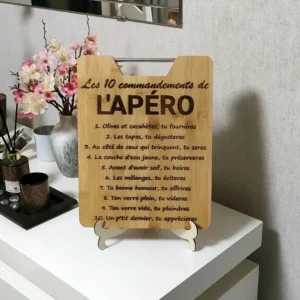 Les 10 commandements de
L'APÉRO
1. Olives et cacahètes, tu fourniras
2. Les tapas, tu dégusteras
3. Au côté de ceux qui trinquent, tu seras
4. La couche d'eau jaune, tu préserveras
5. Avant d'avoir soif, tu boiras
6. Les mélanges, tu éviteras
7. Ta bonne humeur, tu offriras
8. Ton verre plein, tu videras
9. Ton verre vide, tu plaindras
10. Un p'tit dernier, tu apprécieras